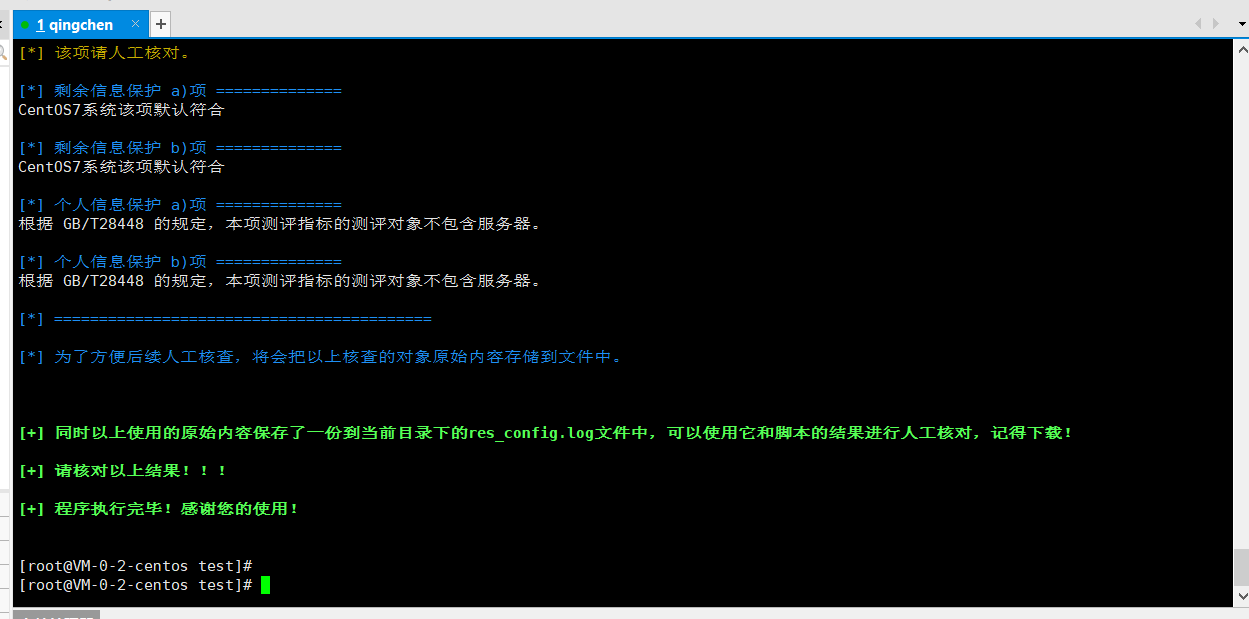 1 qingchen
[*] 该项请人工核对。
[*] 剩余信息保护 a)项 ==============
CentOS7系统该项默认符合
[*] 剩余信息保护 b)项 ==============
CentOS7系统该项默认符合
[*] 个人信息保护 a)项 ==============
根据 GB/T28448 的规定，本项测评指标的测评对象不包含服务器。
[*] 个人信息保护 b)项 ==============
根据 GB/T28448 的规定，本项测评指标的测评对象不包含服务器。
[*] ==========================================
[*] 为了方便后续人工核查，将会把以上核查的对象原始内容存储到文件中。
[+] 同时以上使用的原始内容保存了一份到当前目录下的res_config.log文件中，可以使用它和脚本的结果进行人工核对，记得下载！
[+] 请核对以上结果！！！
[+] 程序执行完毕！感谢您的使用！
[root@VM-0-2-centos test]#
[root@VM-0-2-centos test]#